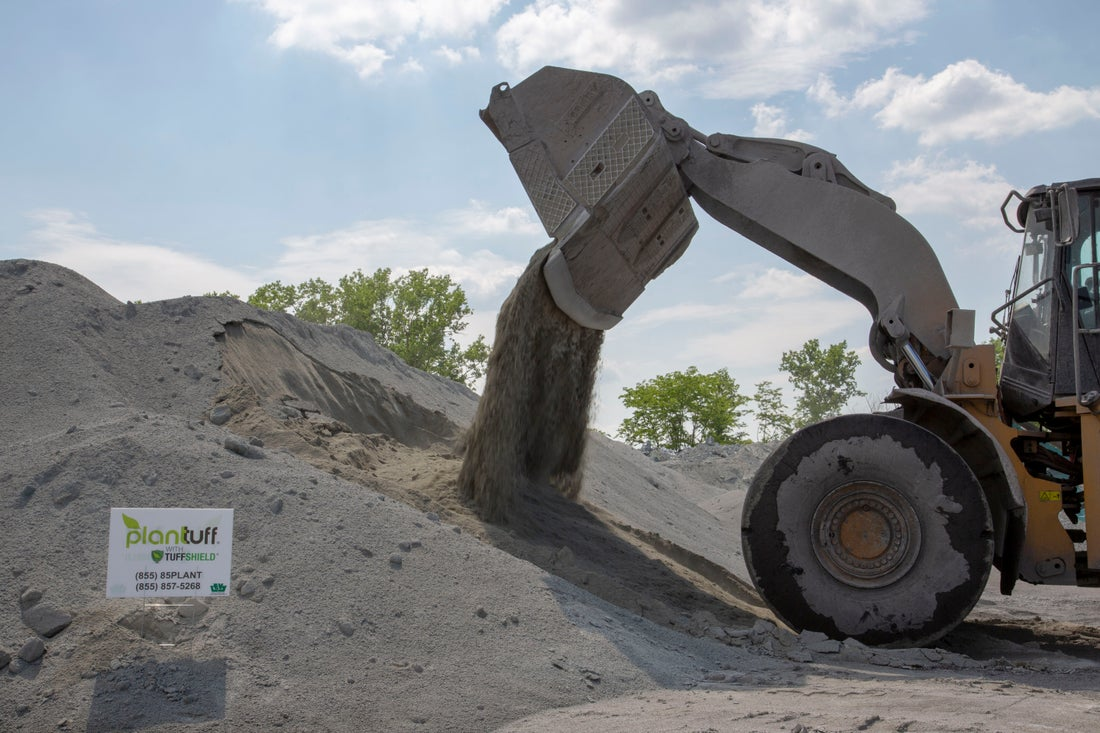 plantuff
WITH
TUFFSHIELD
(855) 85PLANT
(855) 857-5268